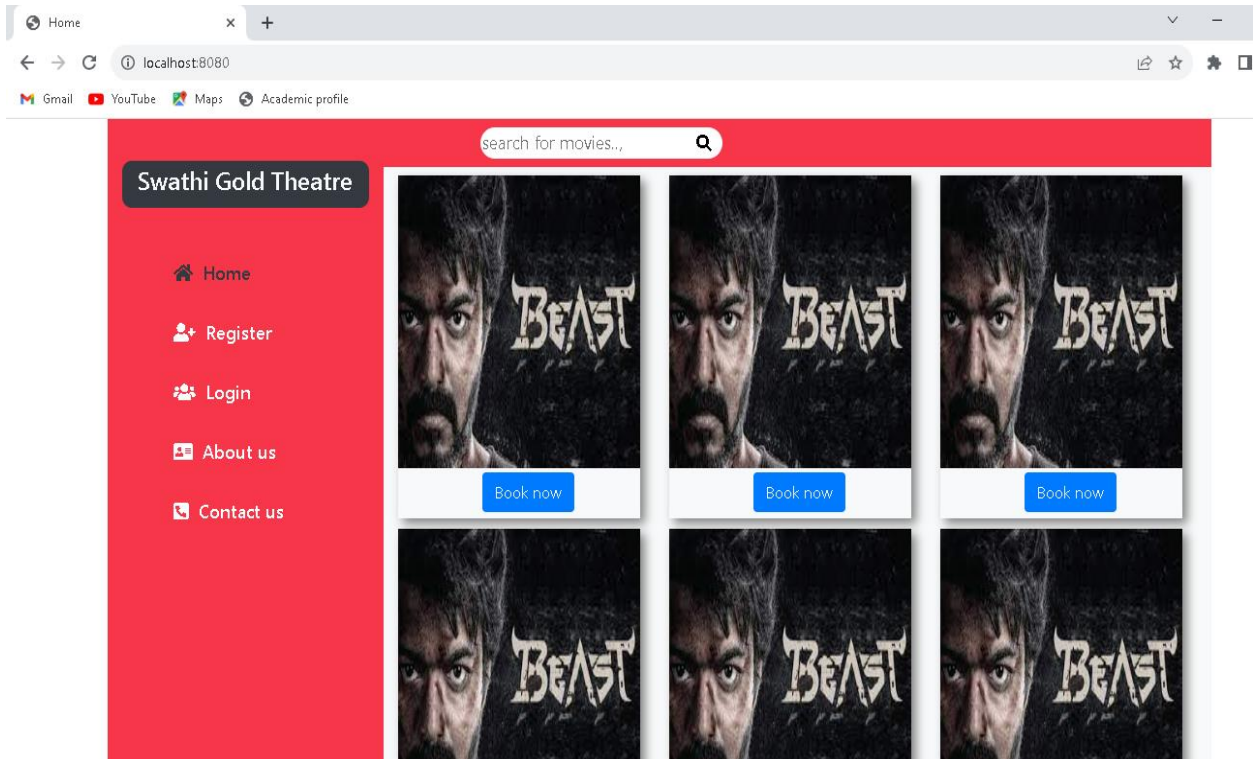 Home
localhost:8080
Gmail YouTube Maps Academic profile
search for movies..,
Swathi Gold Theatre
Home
Register
Login
About us
Contact us
BEAST BEAST BEAST
Book now Book now Book now
BEAST BEAST BEAST